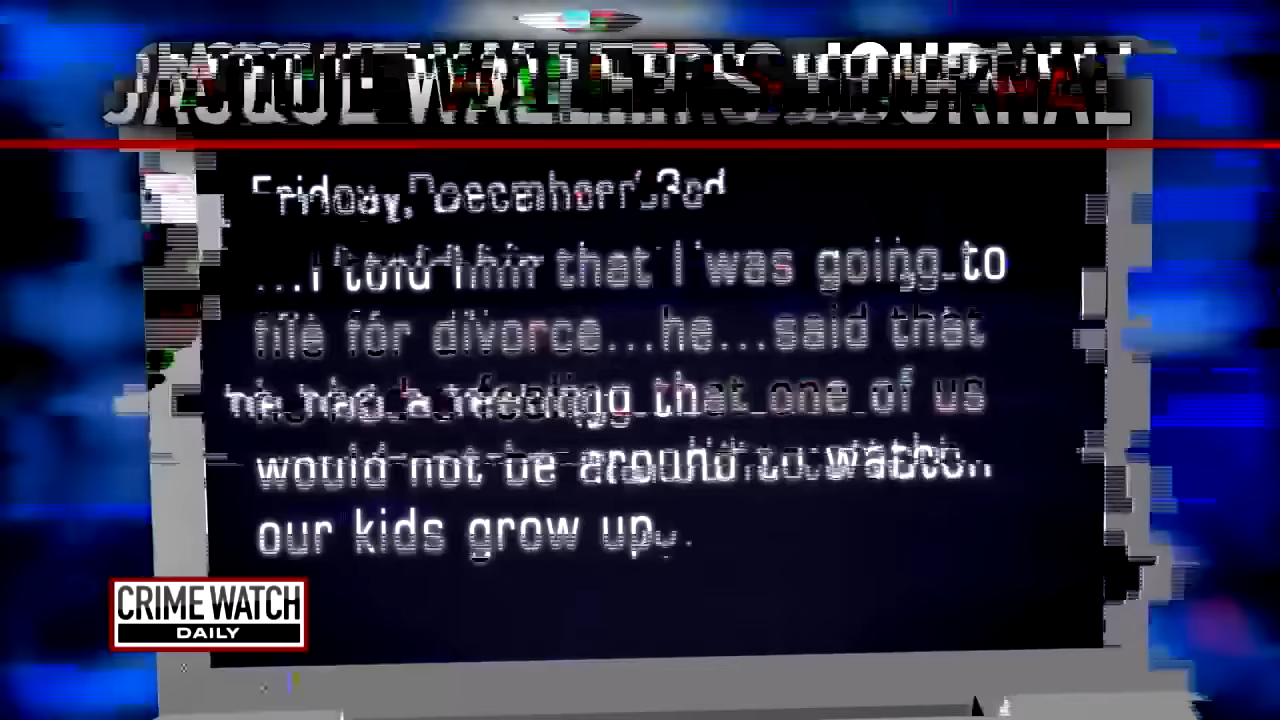 JACQUE WALLER'S JOURNAL
Friday, December 3rd
...I told him that I was going to
file for divorce...he...said that
he had a feeling that one of us
would not be around to watch
our kids grow up.
CRIME WATCH
DAILY